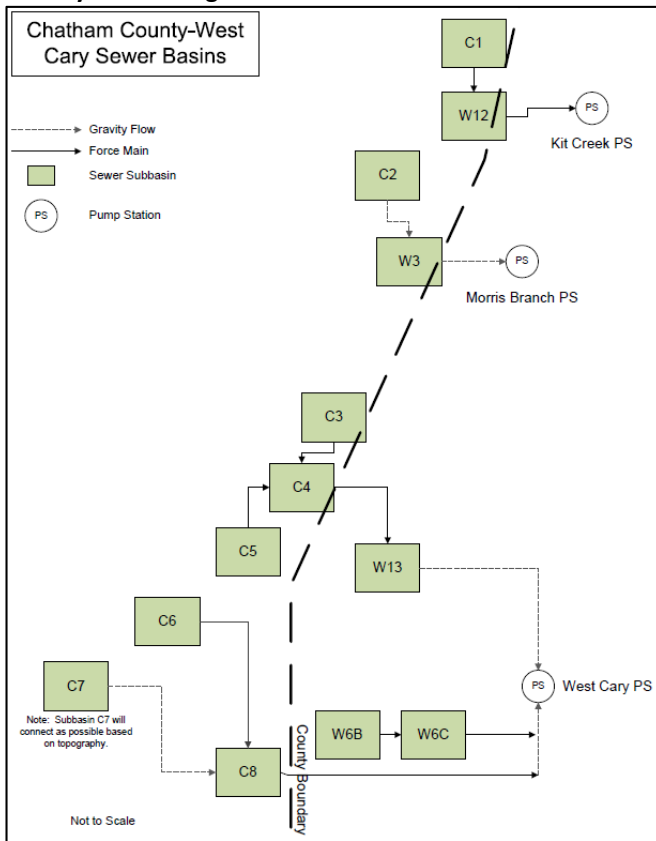 Chatham County-West
Cary Sewer Basins
Gravity Flow
Force Main
Sewer Subbasin
PS
Pump Station
C1
W12
PS
Kit Creek PS
C2
W3
PS
Morris Branch PS
C3
C4
C5
W13
C6
C7
Note: Subbasin C7 will
connect as possible based
on topography.
PS
West Cary PS
W6B
W6C
C8
County Boundary
Not to Scale